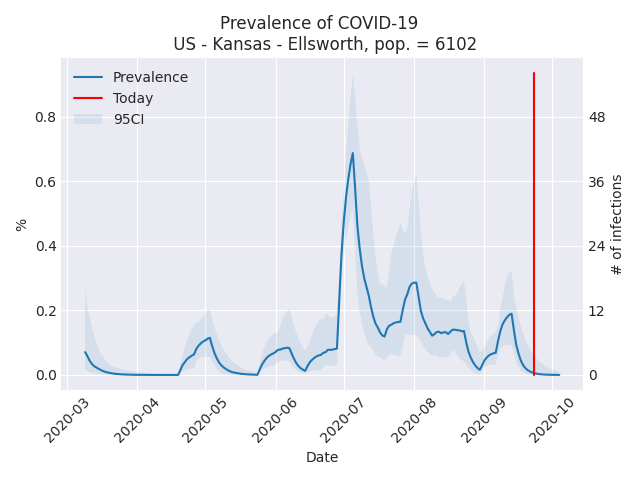 Prevalence of COVID-19
US - Kansas - Ellsworth, pop. = 6102
Prevalence
Today
95CI
0.8
0.6
0.4
0.2
0.0
%
48
36
24
12
0
# of infections
2020-03
2020-04
2020-05
2020-06
2020-07
2020-08
2020-09
2020-10
Date